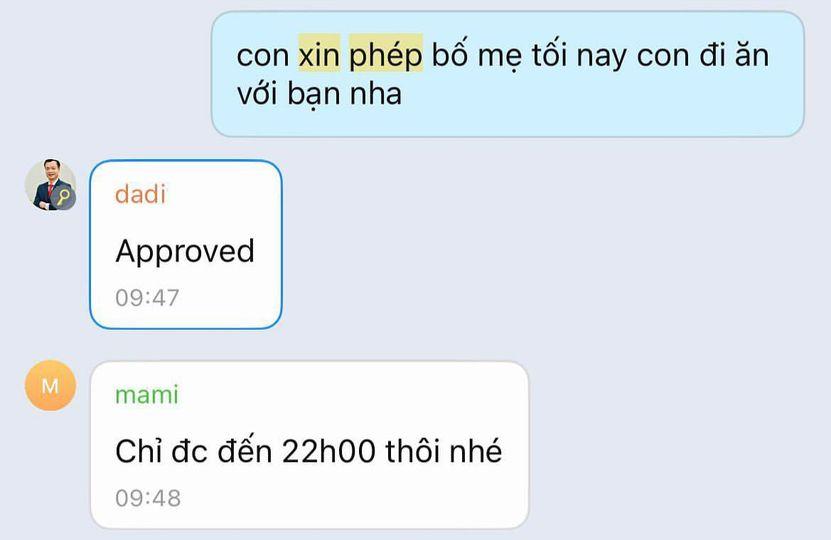 con xin phép bố mẹ tối nay con đi ăn
với bạn nha
dadi
Approved
09:47
M
mami
Chỉ đc đến 22h00 thôi nhé
09:48